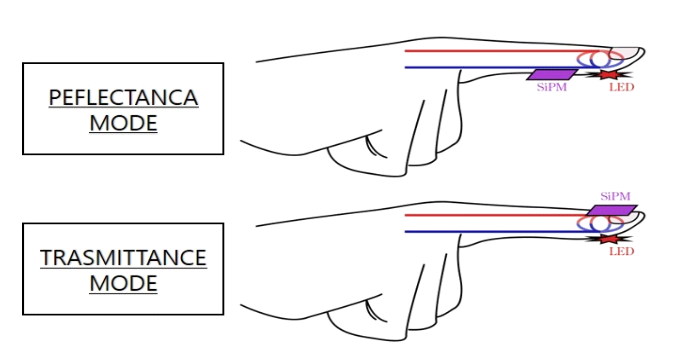 PEFLECTANCA
MODE
SiPM
LED
TRASMITTANCE
MODE
SiPM
LED